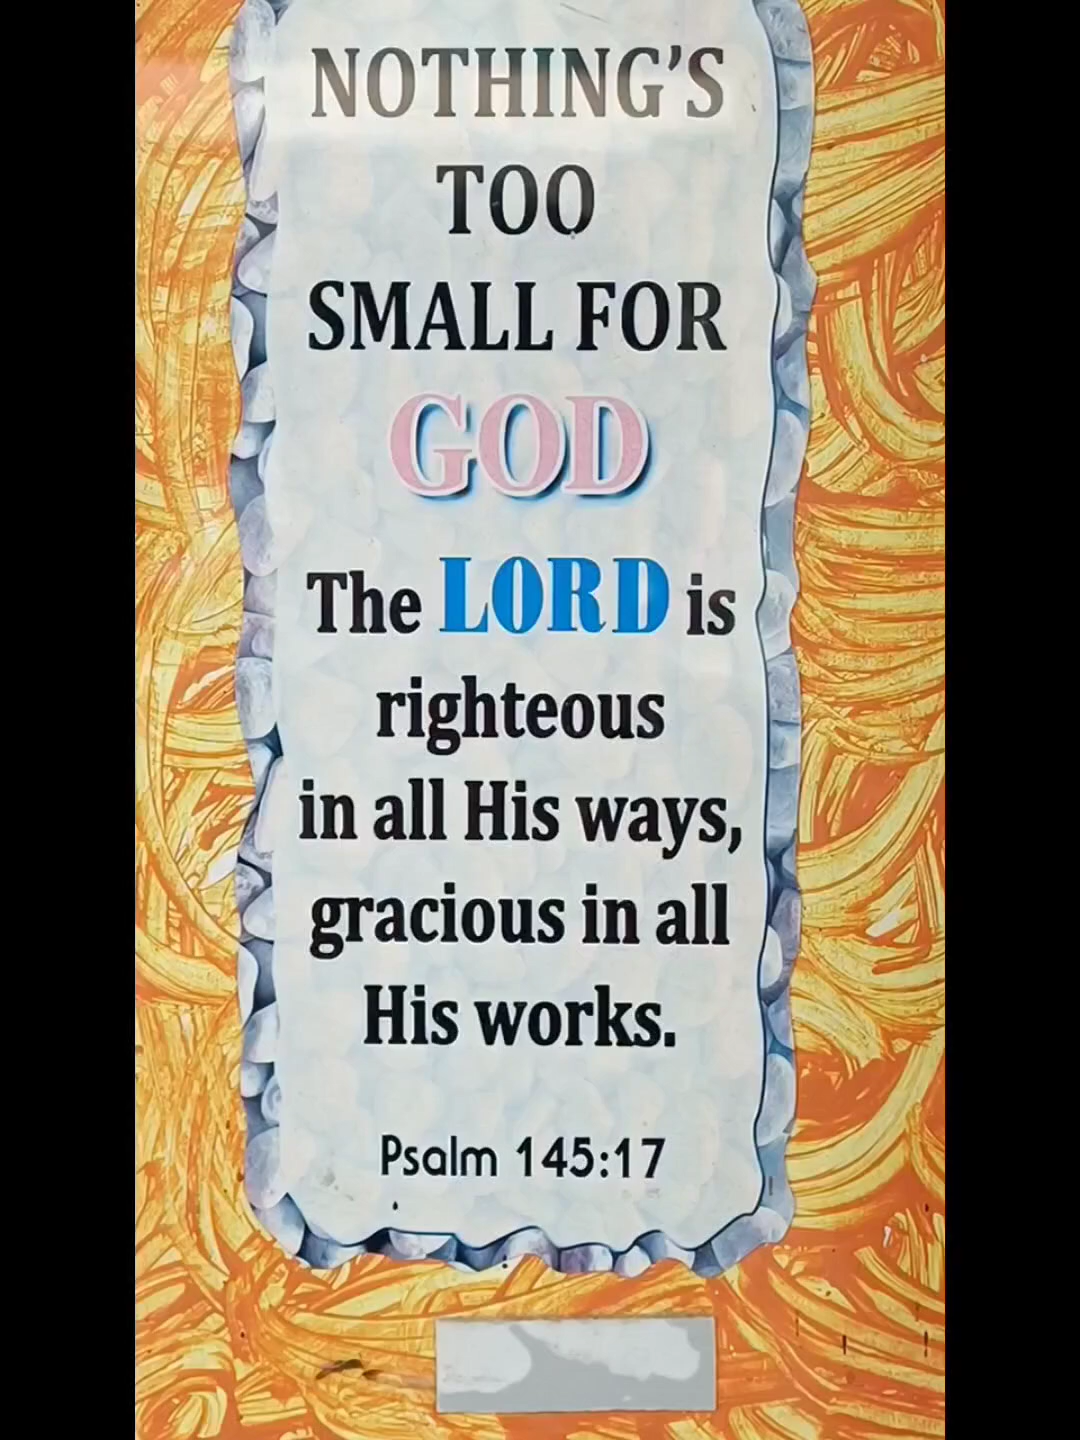 NOTHING'S
TOO
SMALL FOR
GOD
The LORD is
righteous
in all His ways,
gracious in all
His works.
Psalm 145:17